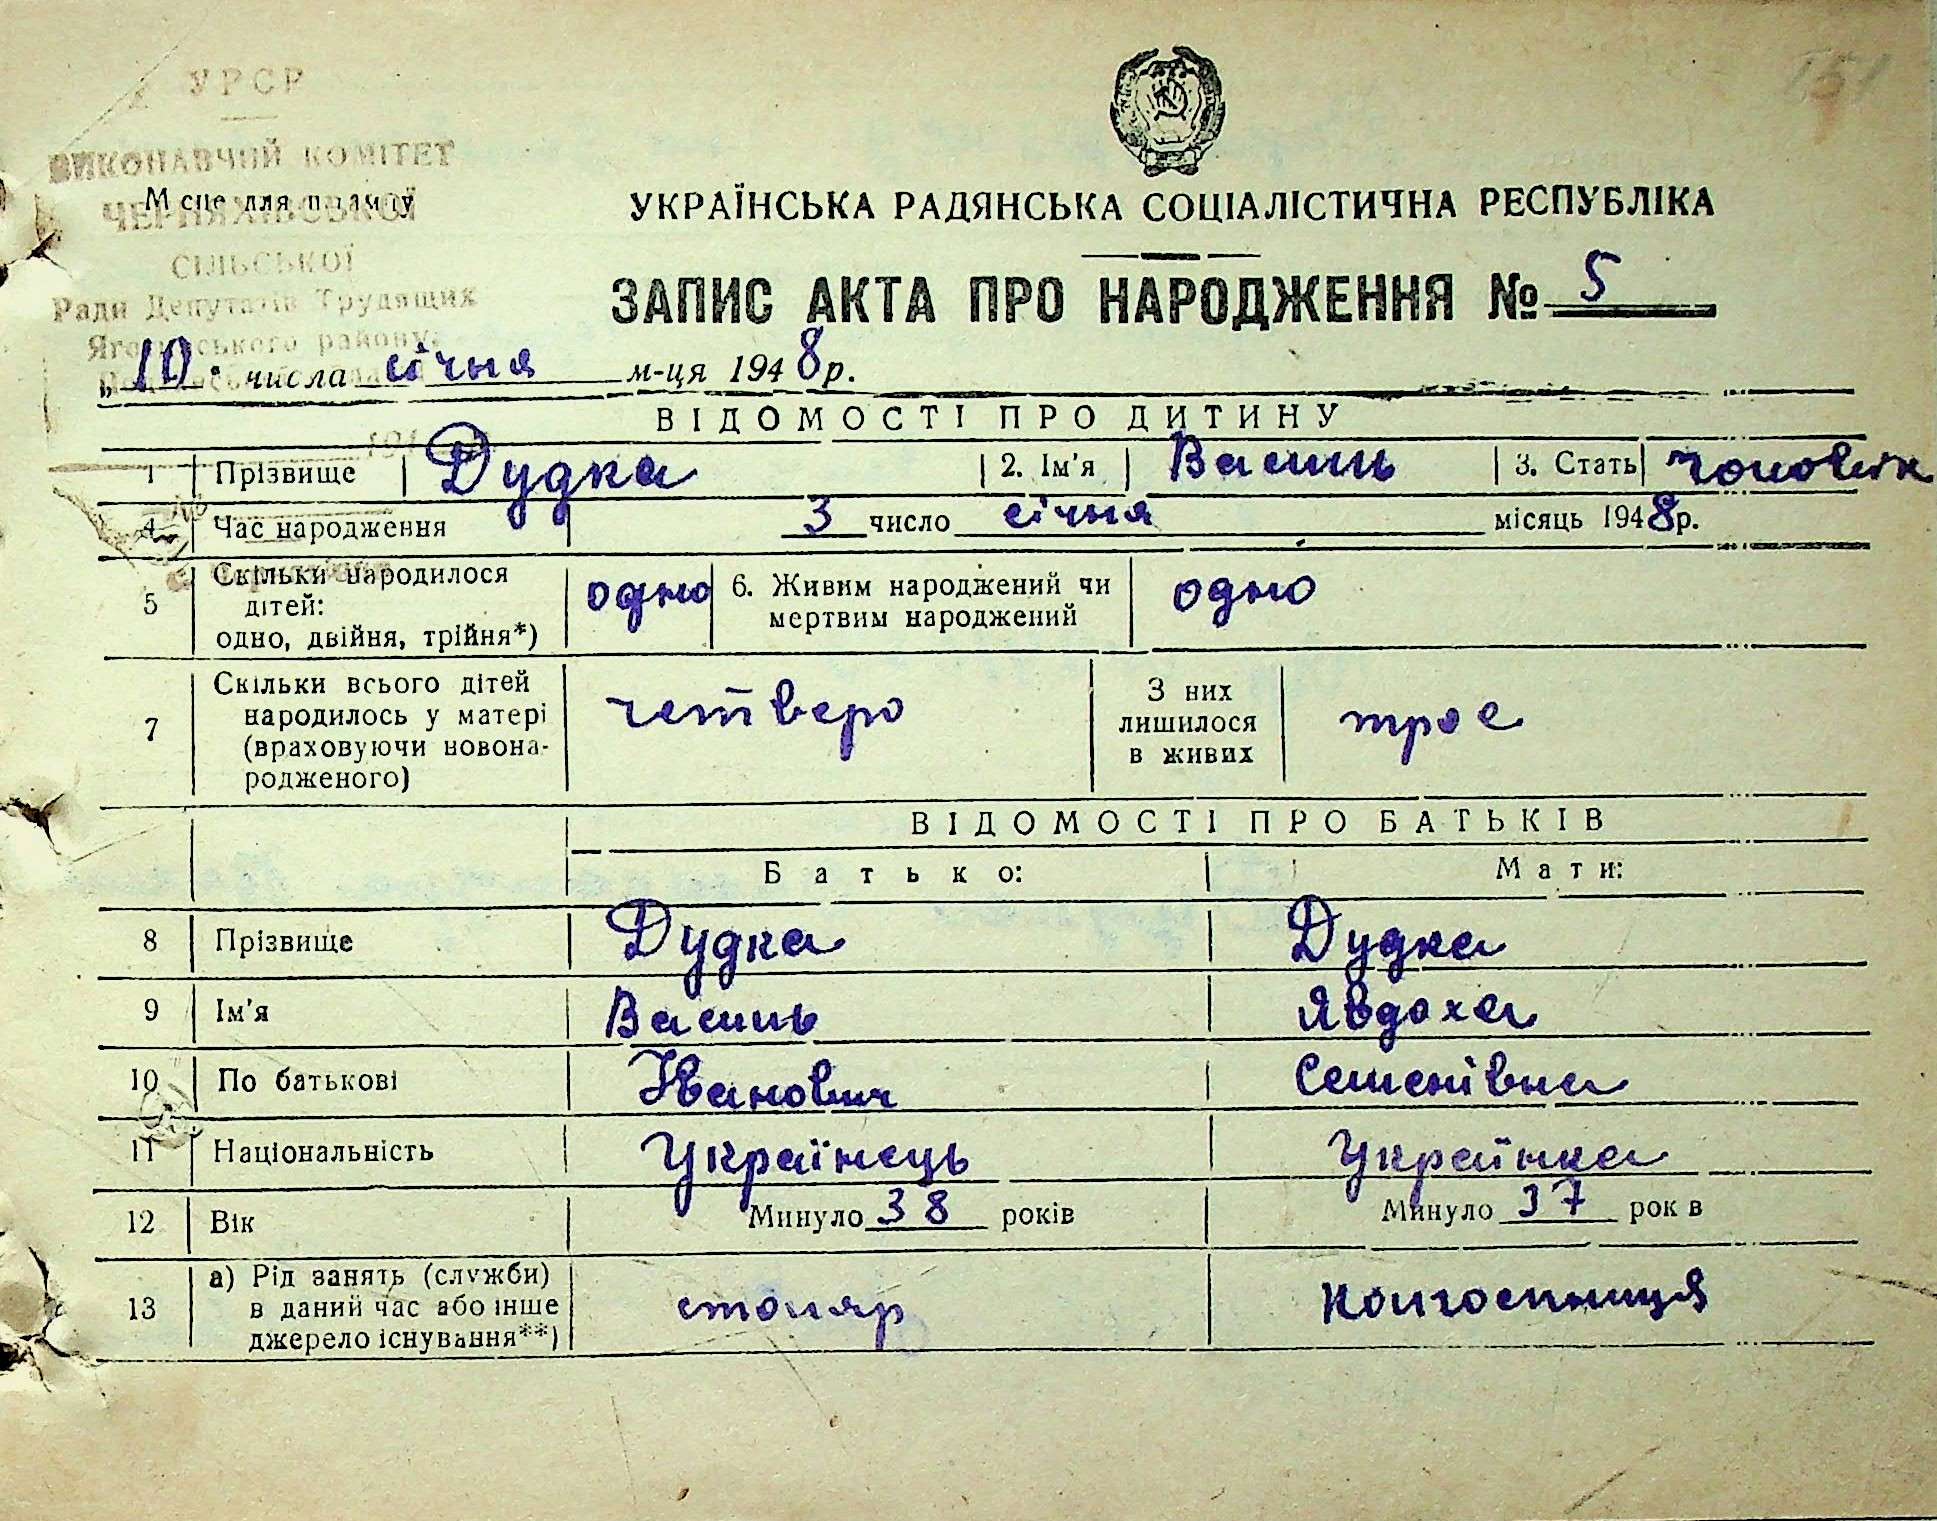 УРСР
ВИКОНАВЧИЙ КОМІТЕТ
ЧЕРНЯХІВСЬКОЇ
Місце для штампу
СІЛЬСЬКОЇ
Ради Депутатів Трудящих
Яготинського району
151
УКРАЇНСЬКА РАДЯНСЬКА СОЦІАЛІСТИЧНА РЕСПУБЛІКА
ЗАПИС АКТА ПРО НАРОДЖЕННЯ № 5
„10" числа січня м-ця 1948 р.
ВІДОМОСТІ ПРО ДИТИНУ
1 Прізвище Дудка 2. Ім'я Василь 3. Стать чоловік
4 Час народження 3 число січня місяць 1948 р.
5 Скільки народилося дітей: одно, двійня, трійня*) одно 6. Живим народжений чи мертвим народжений одно
7 Скільки всього дітей народилось у матері (враховуючи новонародженого) четверо З них лишилося в живих троє
ВІДОМОСТІ ПРО БАТЬКІВ
Батько: Мати:
8 Прізвище Дудка Дудка
9 Ім'я Василь Явдоха
10 По батькові Іванович Семенівна
11 Національність Українець Українка
12 Вік Минуло 38 років Минуло 37 рок в
13 а) Рід занять (служби) в даний час або інше джерело існування**) столяр колгоспниця